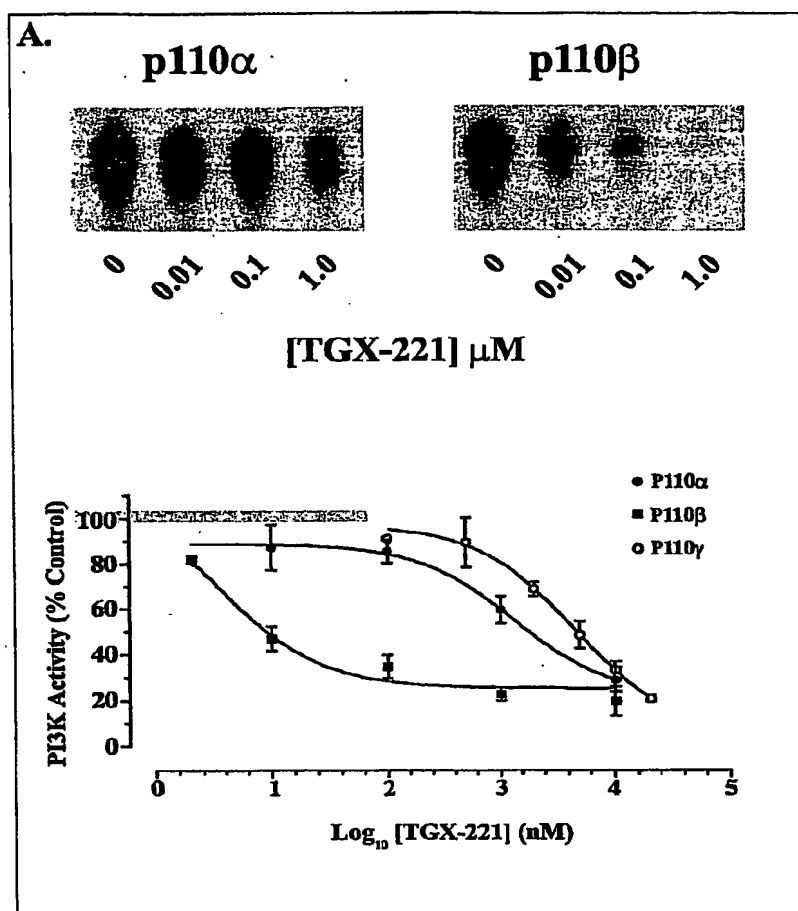 A.
p110α p110β
0 0.01 0.1 1.0 0 0.01 0.1 1.0
[TGX-221] μM
PI3K Activity (% Control)
100
80
60
40
20
0
P110α
P110β
P110γ
0 1 2 3 4 5
Log₁₀ [TGX-221] (nM)